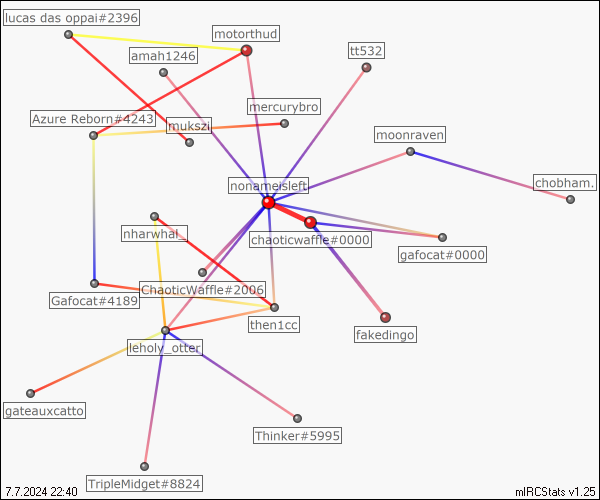 lucas das oppai#2396
motorthud
tt532
amah1246
mercurybro
Azure Reborn#4243
mukszi
moonraven
nonameisleft
chobham.
nharwhal_
chaoticwaffle#0000
gafocat#0000
ChaoticWaffle#2006
Gafocat#4189
then1cc
fakedingo
leholy_otter
gateauxcatto
Thinker#5995
TripleMidget#8824
7.7.2024 22:40
mIRCStats v1.25